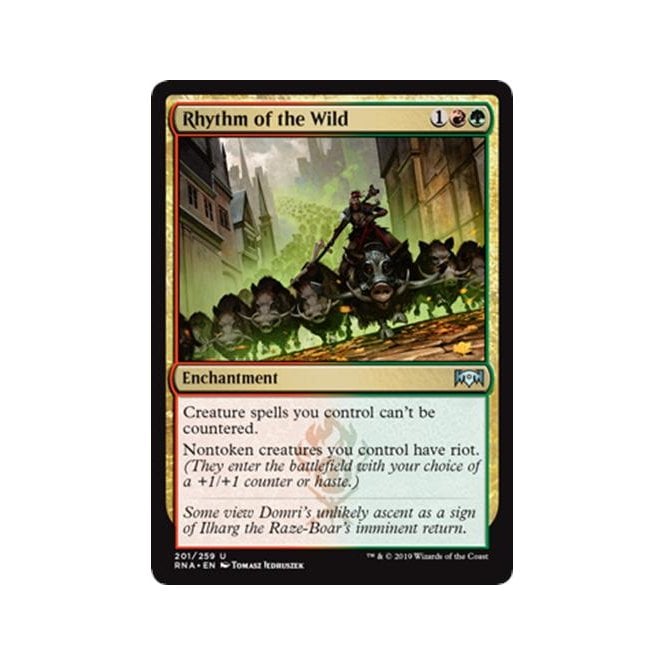 Rhythm of the Wild 1
Enchantment
Creature spells you control can't be
countered.
Nontoken creatures you control have riot.
(They enter the battlefield with your choice of
a +1/+1 counter or haste.)
Some view Domri's unlikely ascent as a sign
of Ilharg the Raze-Boar's imminent return.
201/259 U
RNA • EN Tomasz Jedruszek
™ & © 2019 Wizards of the Coast